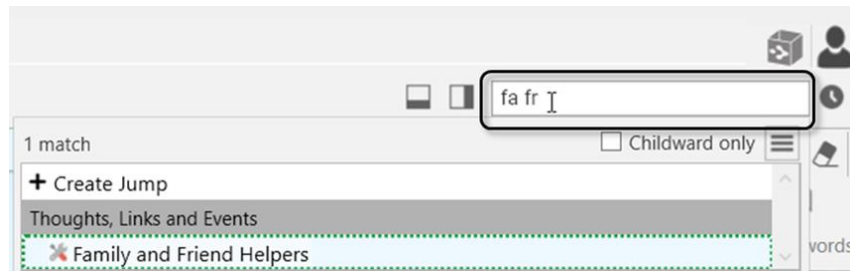 fa fr
1 match
Childward only
+ Create Jump
Thoughts, Links and Events
Family and Friend Helpers